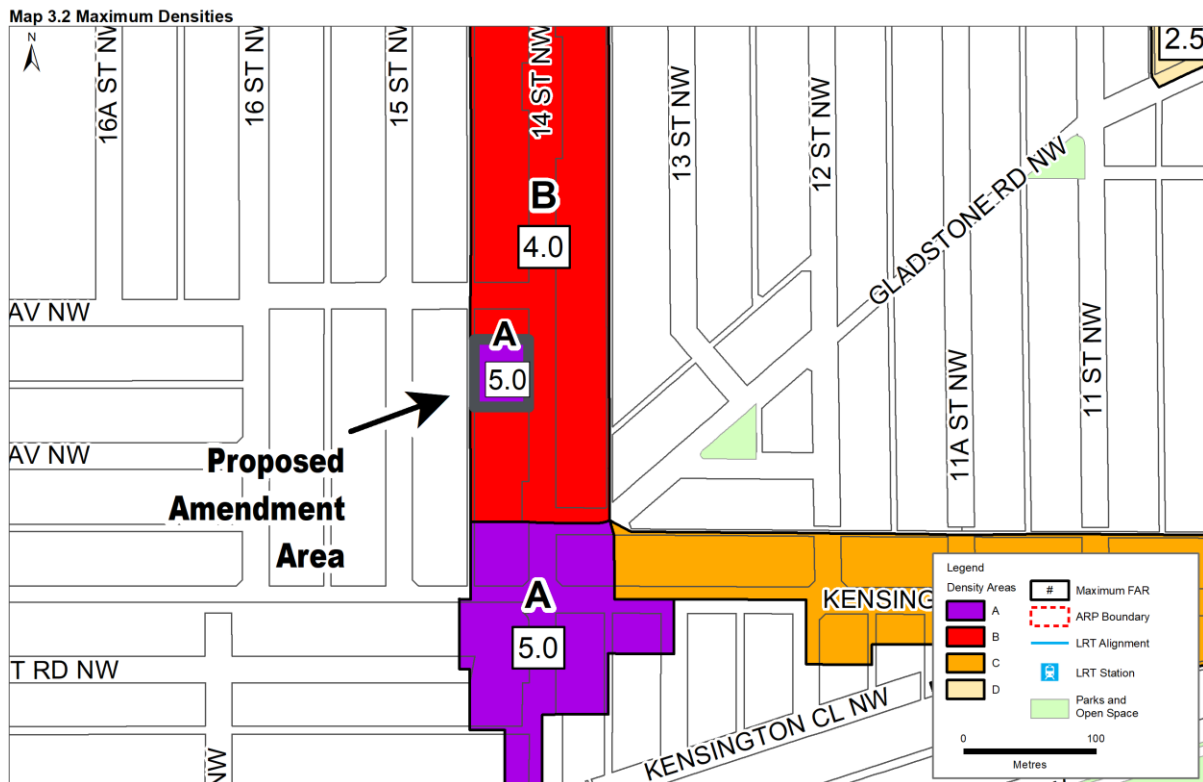 Map 3.2 Maximum Densities
N
16A ST NW
16 ST NW
15 ST NW
14 ST NW
13 ST NW
12 ST NW
GLADSTONE RD NW
11A ST NW
11 ST NW
2.5
B
4.0
AV NW
A
5.0
AV NW
Proposed
Amendment
Area
A
5.0
T RD NW
NW
KENSING
KENSINGTON CL NW
Legend
Density Areas
A
B
C
D
# Maximum FAR
ARP Boundary
LRT Alignment
LRT Station
Parks and
Open Space
0 100
Metres